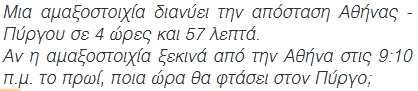 Μια αμαξοστοιχία διανύει την απόσταση Αθήνας -
Πύργου σε 4 ώρες και 57 λεπτά.
Αν η αμαξοστοιχία ξεκινά από την Αθήνα στις 9:10
π.μ. το πρωί, ποια ώρα θα φτάσει στον Πύργο;